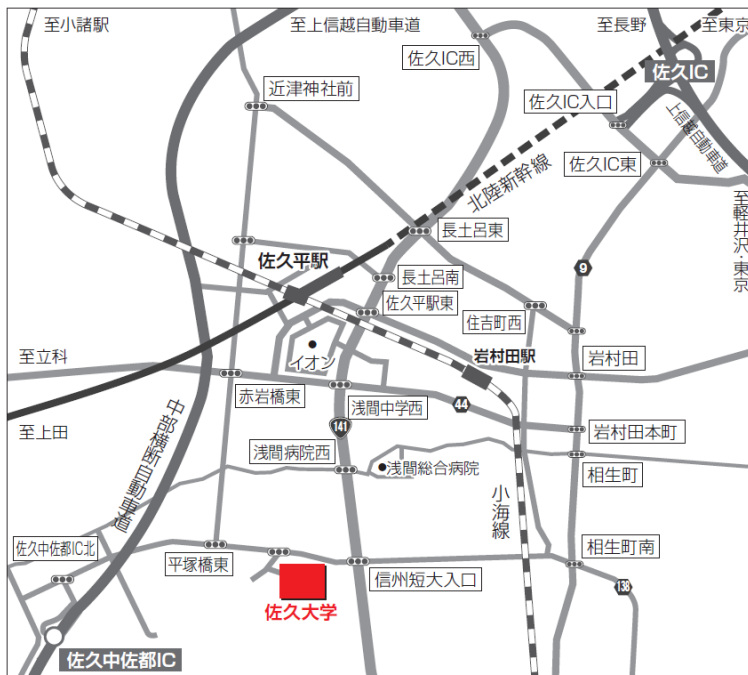 至小諸駅
至上信越自動車道
至長野
至東京
佐久IC西
佐久IC
近津神社前
佐久IC入口
上信越自動車道
佐久IC東
北陸新幹線
至軽井沢・東京
長土呂東
佐久平駅
長土呂南
9
佐久平駅東
住吉町西
至立科
イオン
岩村田駅
岩村田
赤岩橋東
浅間中学西
44
至上田
141
岩村田本町
中部横断自動車道
浅間病院西
浅間総合病院
相生町
小海線
佐久中佐都IC北
平塚橋東
信州短大入口
相生町南
138
佐久大学
佐久中佐都IC